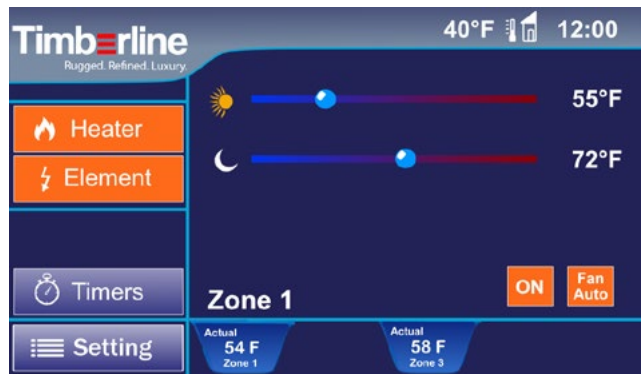 Timberline
Rugged. Refined. Luxury.
40°F 12:00
55°F
Heater
72°F
Element
Timers
Zone 1
ON
Fan
Auto
Setting
Actual
54 F
Zone 1
Actual
58 F
Zone 3